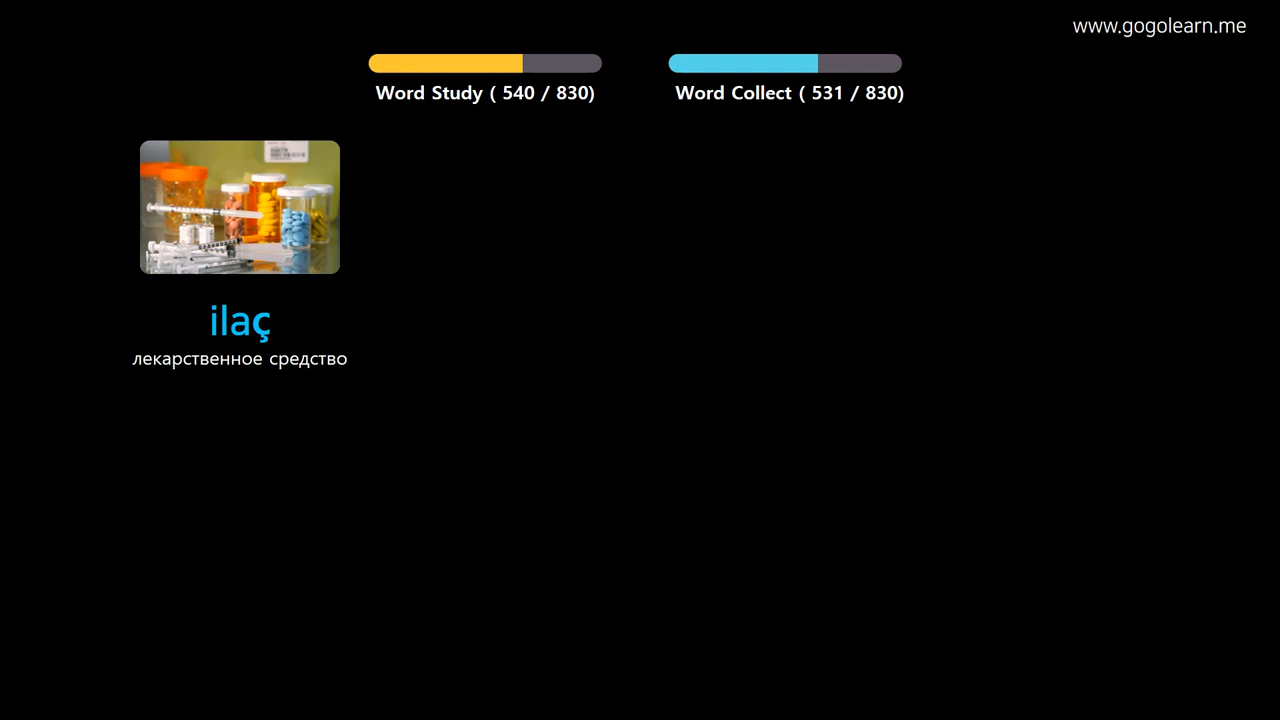 www.gogolearn.me
Word Study ( 540 / 830)
Word Collect ( 531 / 830)
ilaç
лекарственное средство